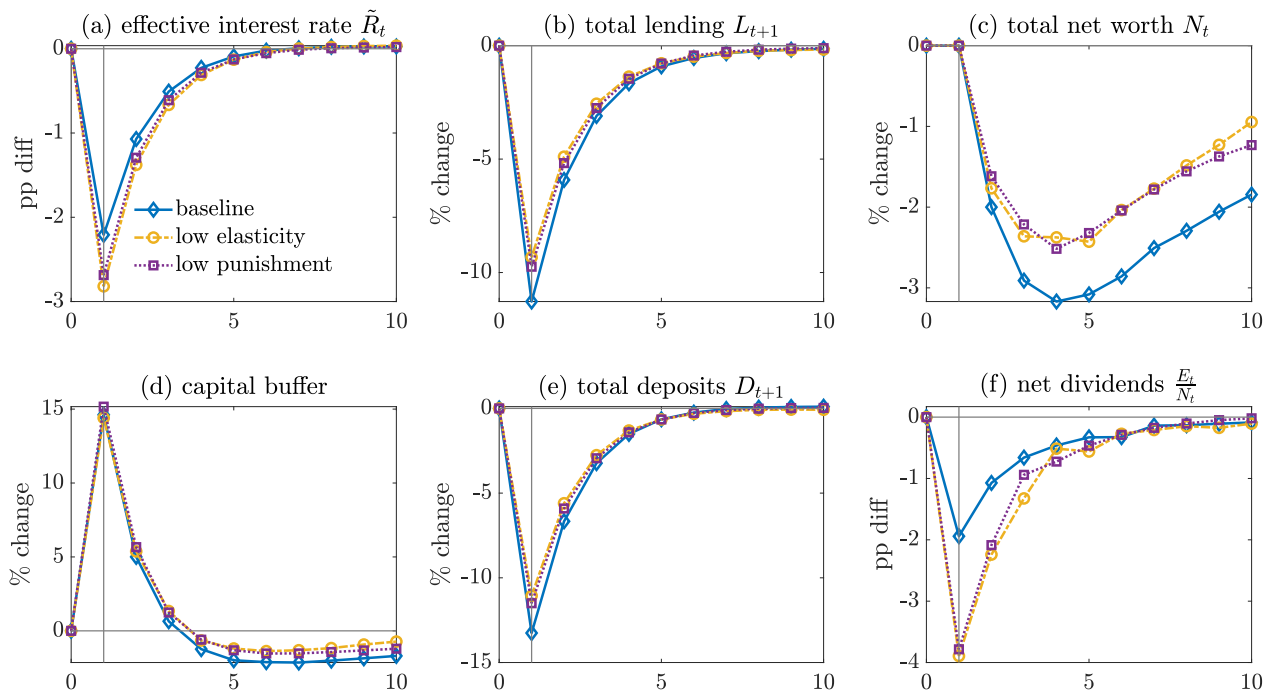 (a) effective interest rate R̃ₜ
0
-1
-2
-3
pp diff
baseline
low elasticity
low punishment
0 5 10
(b) total lending Lₜ₊₁
0
-5
-10
% change
0 5 10
(c) total net worth Nₜ
0
-1
-2
-3
% change
0 5 10
(d) capital buffer
15
10
5
0
% change
0 5 10
(e) total deposits Dₜ₊₁
0
-5
-10
-15
% change
0 5 10
(f) net dividends Eₜ/Nₜ
0
-1
-2
-3
-4
pp diff
0 5 10